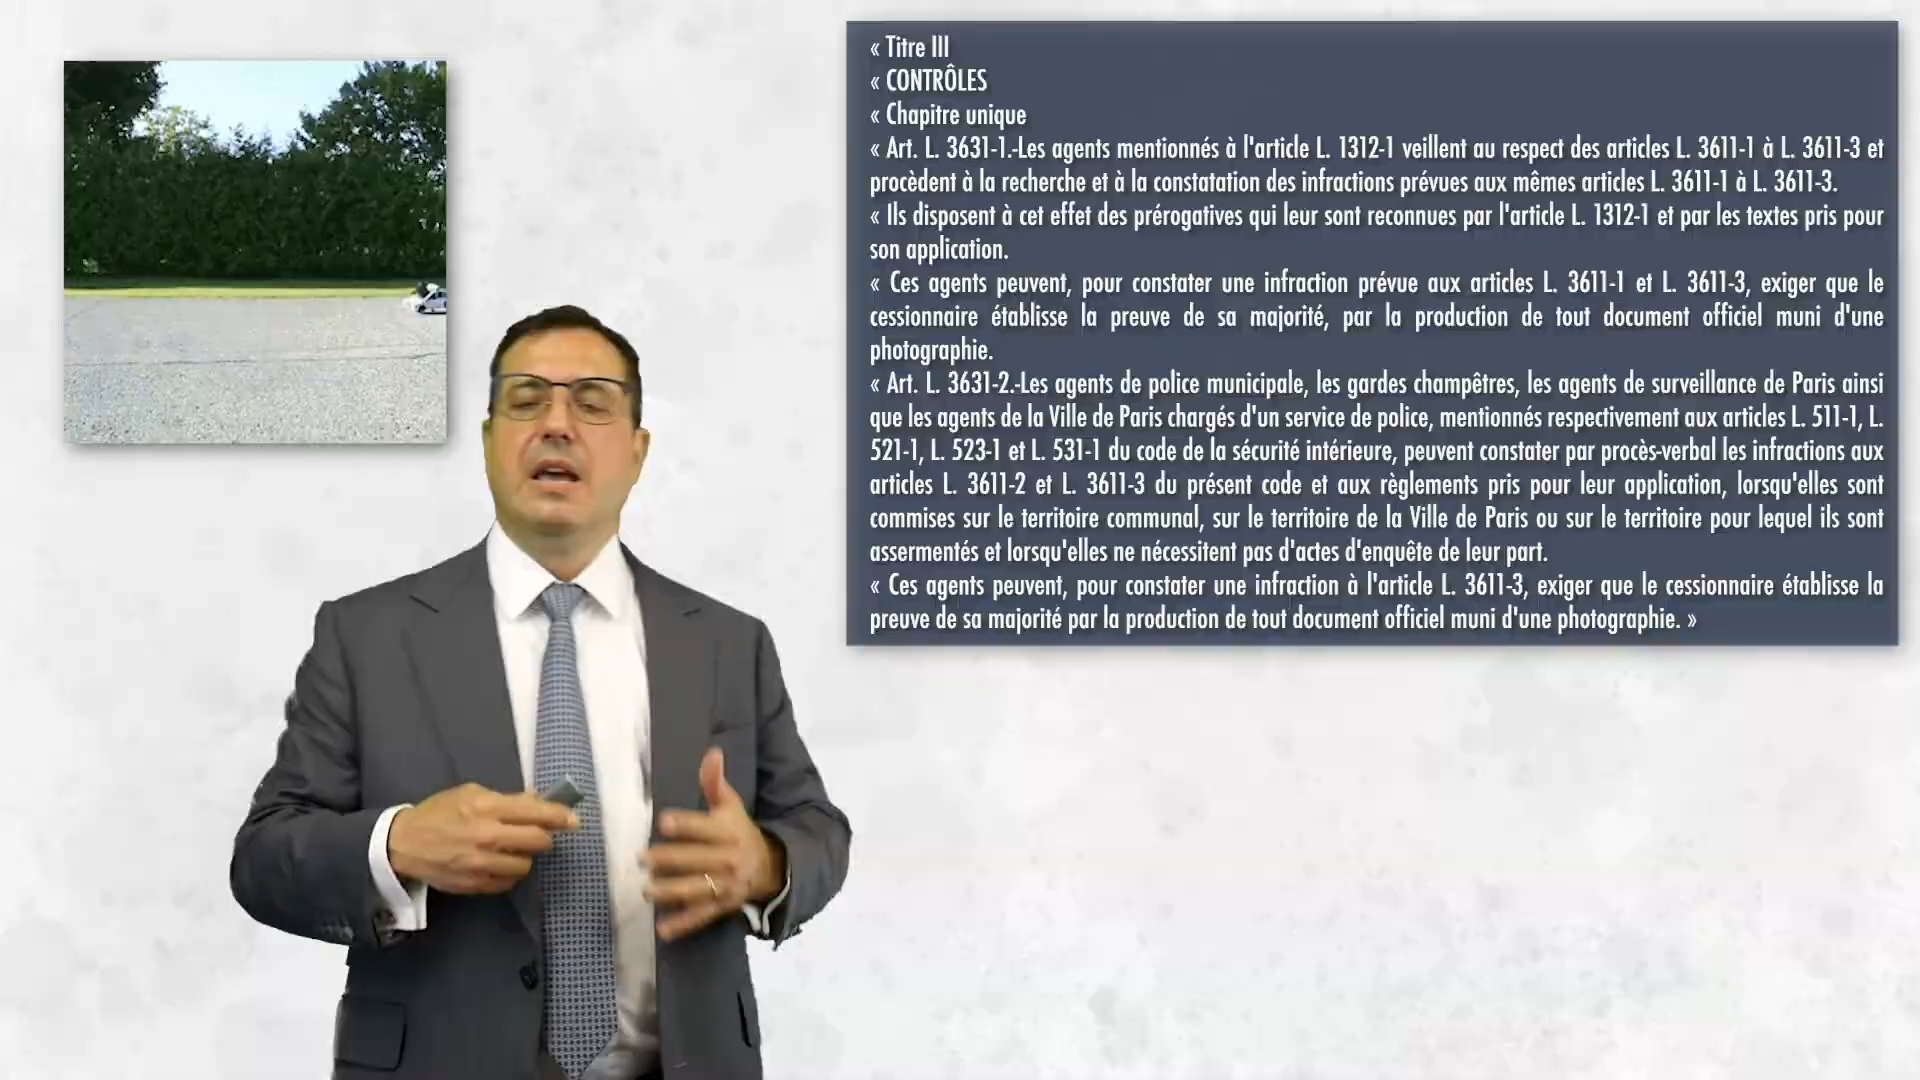 « Titre III
« CONTRÔLES
« Chapitre unique
« Art. L. 3631-1.-Les agents mentionnés à l'article L. 1312-1 veillent au respect des articles L. 3611-1 à L. 3611-3 et
procèdent à la recherche et à la constatation des infractions prévues aux mêmes articles L. 3611-1 à L. 3611-3.
« Ils disposent à cet effet des prérogatives qui leur sont reconnues par l'article L. 1312-1 et par les textes pris pour
son application.
« Ces agents peuvent, pour constater une infraction prévue aux articles L. 3611-1 et L. 3611-3, exiger que le
cessionnaire établisse la preuve de sa majorité, par la production de tout document officiel muni d'une
photographie.
« Art. L. 3631-2.-Les agents de police municipale, les gardes champêtres, les agents de surveillance de Paris ainsi
que les agents de la Ville de Paris chargés d'un service de police, mentionnés respectivement aux articles L. 511-1, L.
521-1, L. 523-1 et L. 531-1 du code de la sécurité intérieure, peuvent constater par procès-verbal les infractions aux
articles L. 3611-2 et L. 3611-3 du présent code et aux règlements pris pour leur application, lorsqu'elles sont
commises sur le territoire communal, sur le territoire de la Ville de Paris ou sur le territoire pour lequel ils sont
assermentés et lorsqu'elles ne nécessitent pas d'actes d'enquête de leur part.
« Ces agents peuvent, pour constater une infraction à l'article L. 3611-3, exiger que le cessionnaire établisse la
preuve de sa majorité par la production de tout document officiel muni d'une photographie. »